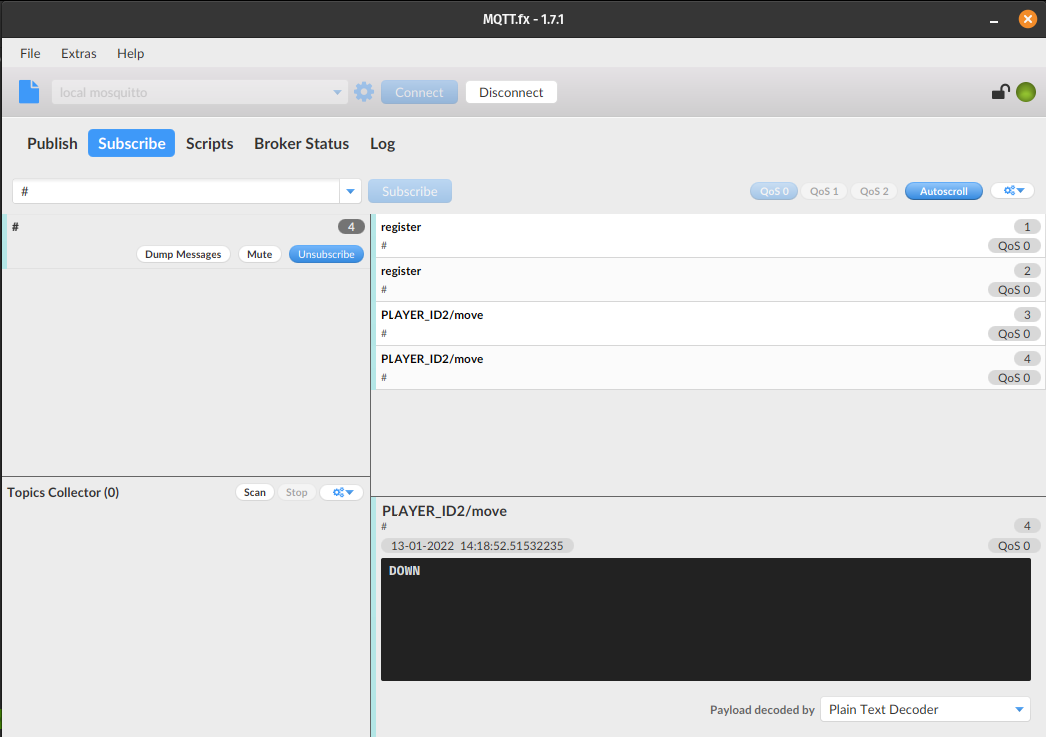 MQTT.fx - 1.7.1
File Extras Help
local mosquitto Connect Disconnect
Publish Subscribe Scripts Broker Status Log
# Subscribe QoS 0 QoS 1 QoS 2 Autoscroll
# 4
Dump Messages Mute Unsubscribe
register 1
# QoS 0
register 2
# QoS 0
PLAYER_ID2/move 3
# QoS 0
PLAYER_ID2/move 4
# QoS 0
Topics Collector (0) Scan Stop
PLAYER_ID2/move
# 4
13-01-2022 14:18:52.51532235 QoS 0
DOWN
Payload decoded by Plain Text Decoder